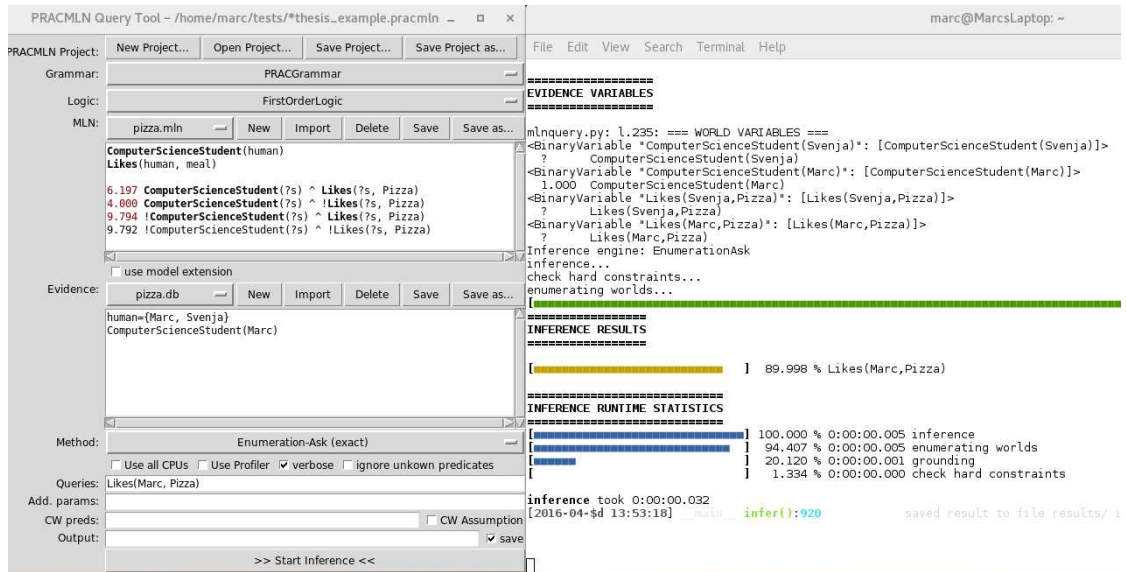 PRACMLN Query Tool – /home/marc/tests/*thesis_example.pracmln
PRACMLN Project: New Project... Open Project... Save Project... Save Project as...
Grammar: PRACGrammar
Logic: FirstOrderLogic
MLN: pizza.mln New Import Delete Save Save as...
ComputerScienceStudent(human)
Likes(human, meal)
6.197 ComputerScienceStudent(?s) ^ Likes(?s, Pizza)
4.000 ComputerScienceStudent(?s) ^ !Likes(?s, Pizza)
9.794 !ComputerScienceStudent(?s) ^ Likes(?s, Pizza)
9.792 !ComputerScienceStudent(?s) ^ !Likes(?s, Pizza)
use model extension
Evidence: pizza.db New Import Delete Save Save as...
human={Marc, Svenja}
ComputerScienceStudent(Marc)
Method: Enumeration-Ask (exact)
Use all CPUs Use Profiler verbose ignore unkown predicates
Queries: Likes(Marc, Pizza)
Add. params:
CW preds: CW Assumption
Output: save
>> Start Inference <<
marc@MarcsLaptop: ~
File Edit View Search Terminal Help
===================
EVIDENCE VARIABLES
===================
mlnquery.py: l.235: === WORLD VARIABLES ===
<BinaryVariable "ComputerScienceStudent(Svenja)": [ComputerScienceStudent(Svenja)]>
? ComputerScienceStudent(Svenja)
<BinaryVariable "ComputerScienceStudent(Marc)": [ComputerScienceStudent(Marc)]>
1.000 ComputerScienceStudent(Marc)
<BinaryVariable "Likes(Svenja,Pizza)": [Likes(Svenja,Pizza)]>
? Likes(Svenja,Pizza)
<BinaryVariable "Likes(Marc,Pizza)": [Likes(Marc,Pizza)]>
? Likes(Marc,Pizza)
Inference engine: EnumerationAsk
inference...
check hard constraints...
enumerating worlds...
[
==================
INFERENCE RESULTS
==================
[ ] 89.998 % Likes(Marc,Pizza)
=============================
INFERENCE RUNTIME STATISTICS
=============================
[ ] 100.000 % 0:00:00.005 inference
[ ] 94.407 % 0:00:00.005 enumerating worlds
[ ] 20.120 % 0:00:00.001 grounding
[ ] 1.334 % 0:00:00.000 check hard constraints
inference took 0:00:00.032
[2016-04-$d 13:53:18] __main__ infer():920 saved result to file results/